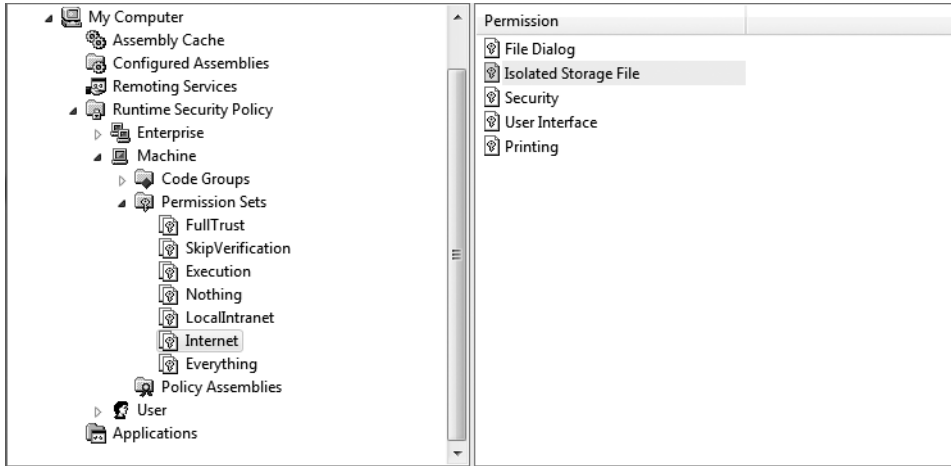 My Computer
Assembly Cache
Configured Assemblies
Remoting Services
Runtime Security Policy
Enterprise
Machine
Code Groups
Permission Sets
FullTrust
SkipVerification
Execution
Nothing
LocalIntranet
Internet
Everything
Policy Assemblies
User
Applications
Permission
File Dialog
Isolated Storage File
Security
User Interface
Printing